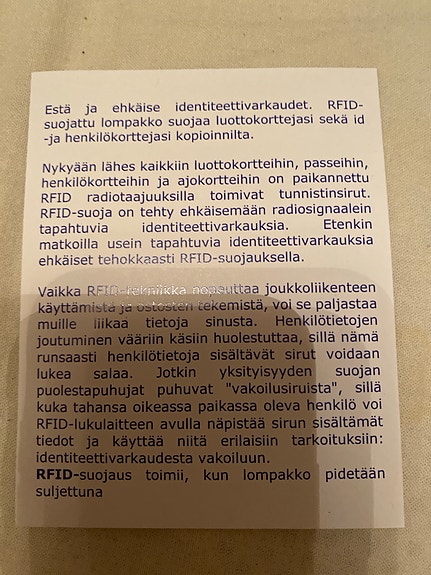 Estä ja ehkäise identiteettivarkaudet. RFID-
suojattu lompakko suojaa luottokorttejasi sekä id
-ja henkilökorttejasi kopioinnilta.
Nykyään lähes kaikkiin luottokortteihin, passeihin,
henkilökortteihin ja ajokortteihin on paikannettu
RFID radiotaajuuksilla toimivat tunnistinsirut.
RFID-suoja on tehty ehkäisemään radiosignaalein
tapahtuvia identiteettivarkauksia. Etenkin
matkoilla usein tapahtuvia identiteettivarkauksia
ehkäiset tehokkaasti RFID-suojauksella.
Vaikka RFID-tekniikka nopeuttaa joukkoliikenteen
käyttämistä ja ostosten tekemistä, voi se paljastaa
muille liikaa tietoja sinusta. Henkilötietojen
joutuminen vääriin käsiin huolestuttaa, sillä nämä
runsaasti henkilötietoja sisältävät sirut voidaan
lukea salaa. Jotkin yksityisyyden suojan
puolestapuhujat puhuvat "vakoilusiruista", sillä
kuka tahansa oikeassa paikassa oleva henkilö voi
RFID-lukulaitteen avulla näpistää sirun sisältämät
tiedot ja käyttää niitä erilaisiin tarkoituksiin:
identiteettivarkaudesta vakoiluun.
RFID-suojaus toimii, kun lompakko pidetään
suljettuna